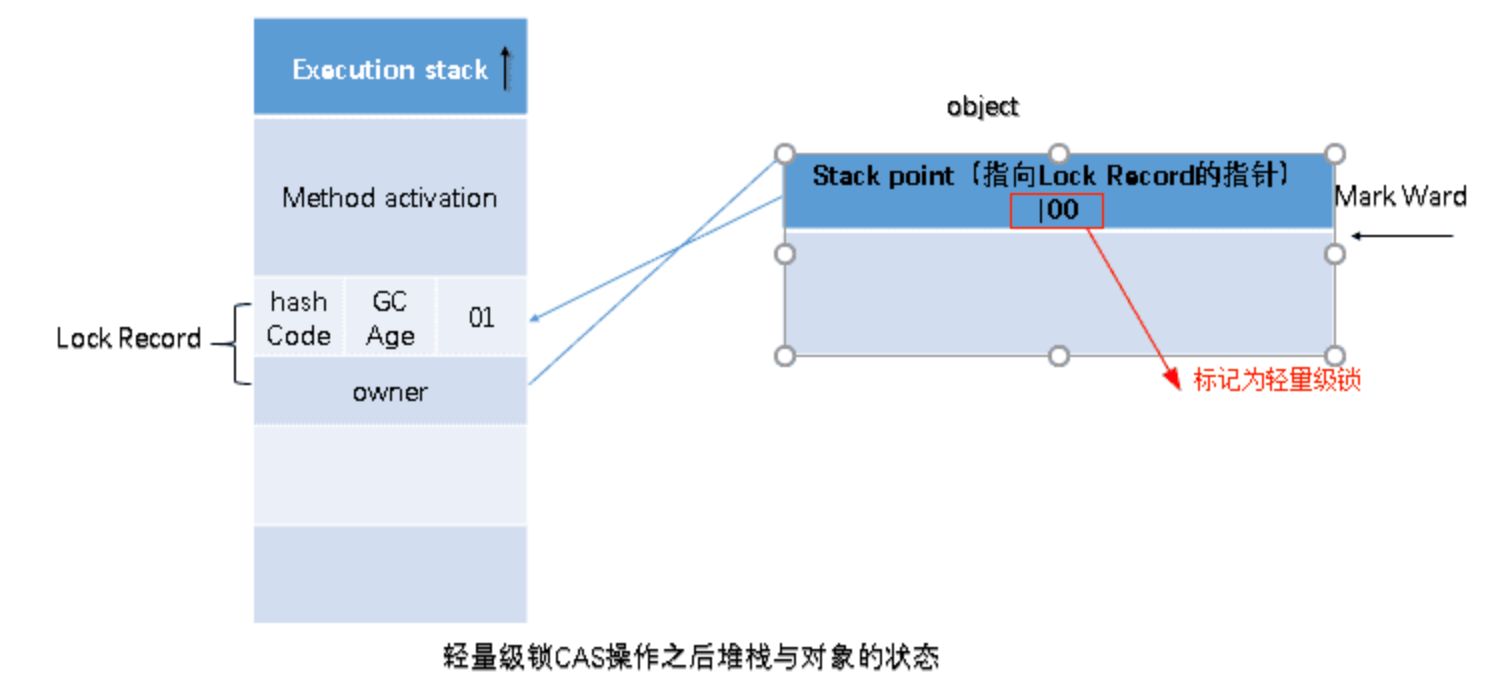 Execution stack
Method activation
hash
Code
GC
Age
01
Lock Record
owner
object
Stack point（指向Lock Record的指针）
|00
Mark Ward
标记为轻量级锁
轻量级锁CAS操作之后堆栈与对象的状态